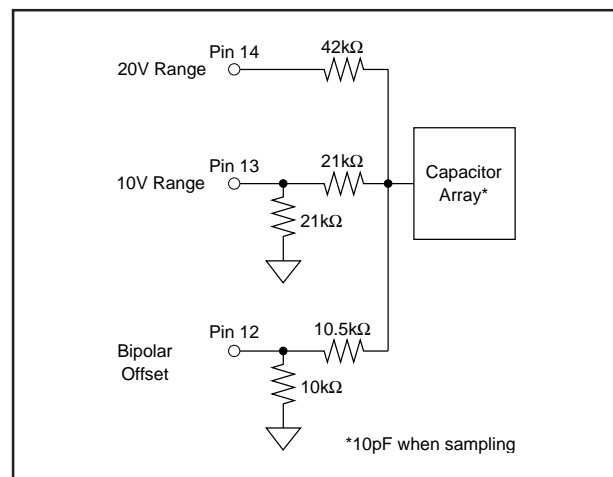 Pin 14
42kΩ
20V Range
Pin 13
21kΩ
10V Range
21kΩ
Capacitor
Array*
Pin 12
10.5kΩ
Bipolar
Offset
10kΩ
*10pF when sampling